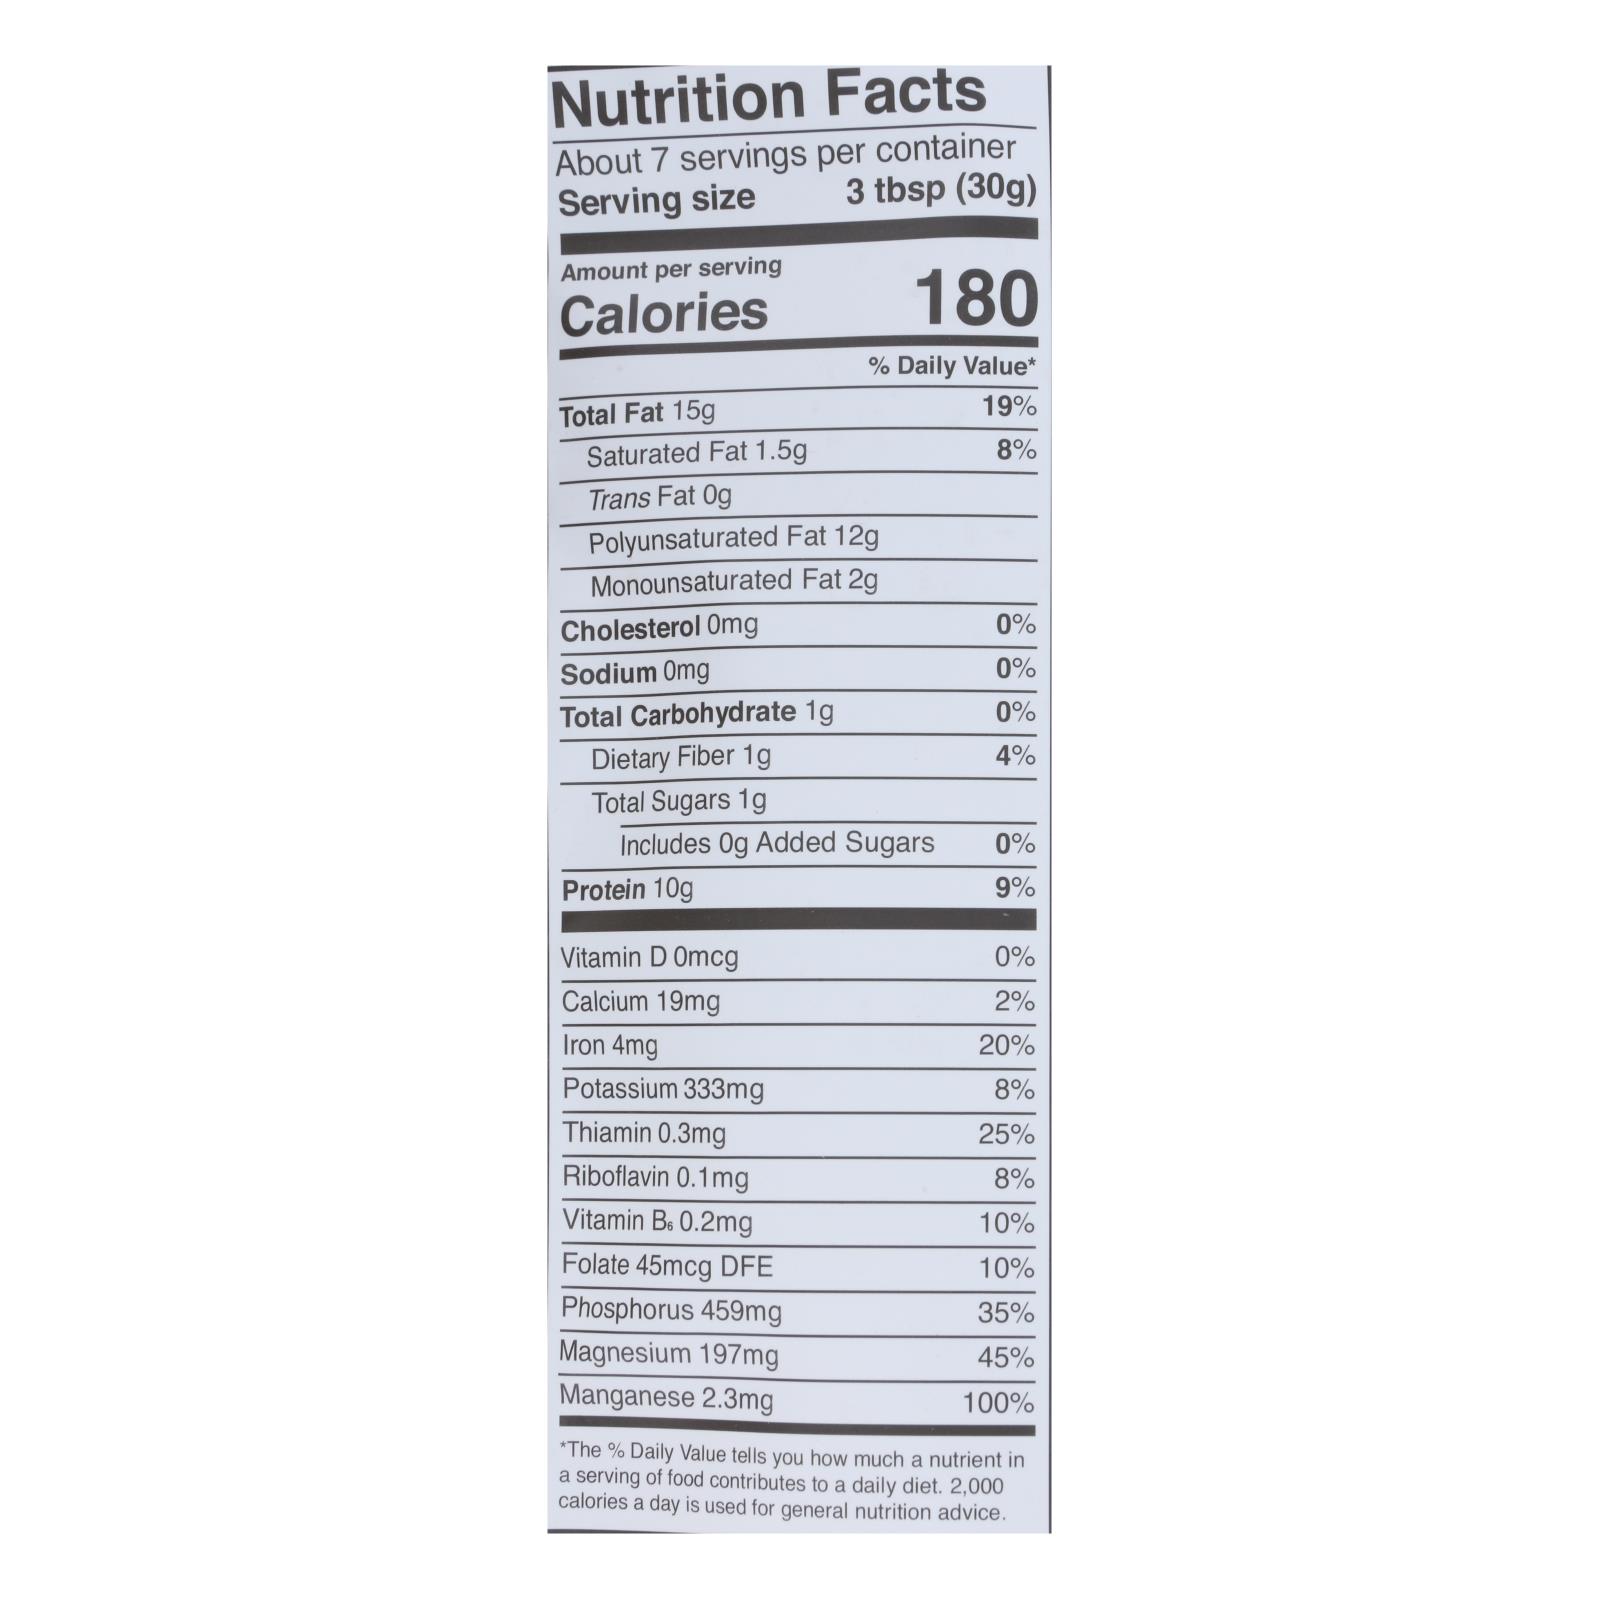 Nutrition Facts
About 7 servings per container
Serving size 3 tbsp (30g)
Amount per serving
Calories 180
% Daily Value*
Total Fat 15g 19%
Saturated Fat 1.5g 8%
Trans Fat 0g
Polyunsaturated Fat 12g
Monounsaturated Fat 2g
Cholesterol 0mg 0%
Sodium 0mg 0%
Total Carbohydrate 1g 0%
Dietary Fiber 1g 4%
Total Sugars 1g
Includes 0g Added Sugars 0%
Protein 10g 9%
Vitamin D 0mcg 0%
Calcium 19mg 2%
Iron 4mg 20%
Potassium 333mg 8%
Thiamin 0.3mg 25%
Riboflavin 0.1mg 8%
Vitamin B₆ 0.2mg 10%
Folate 45mcg DFE 10%
Phosphorus 459mg 35%
Magnesium 197mg 45%
Manganese 2.3mg 100%
*The % Daily Value tells you how much a nutrient in
a serving of food contributes to a daily diet. 2,000
calories a day is used for general nutrition advice.